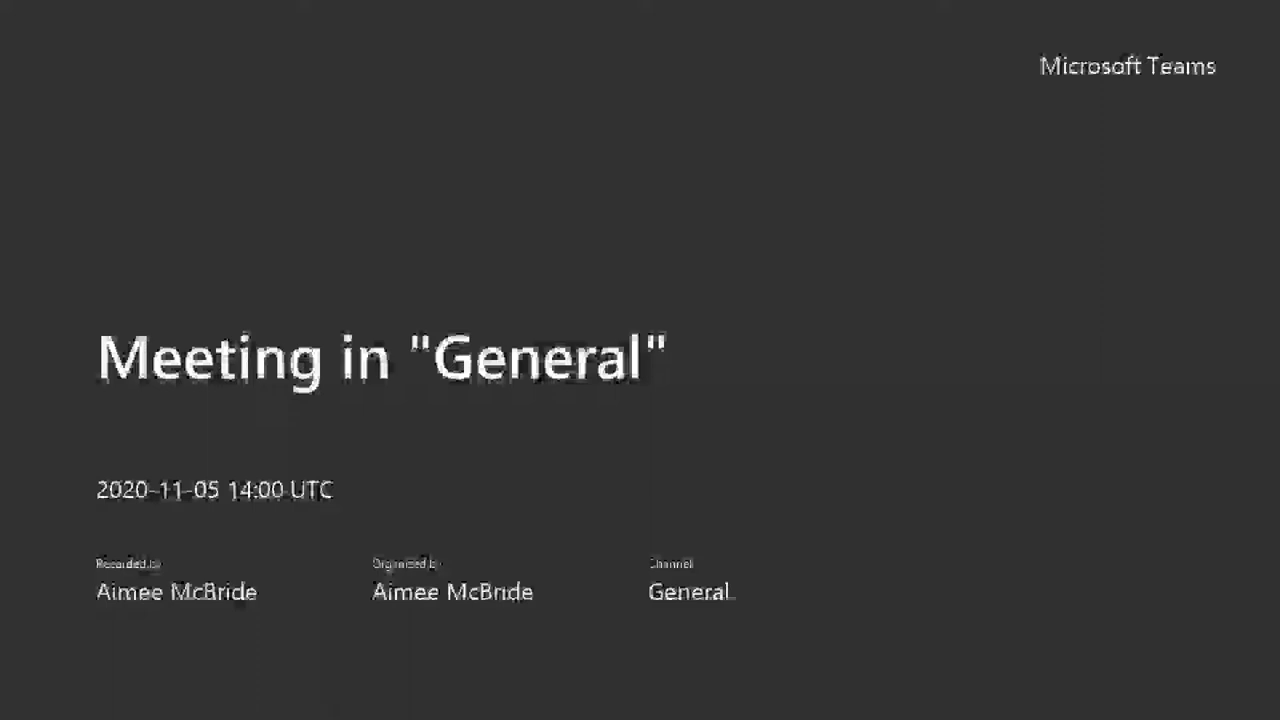 Microsoft Teams
Meeting in "General"
2020-11-05 14:00 UTC
Recorded by
Organized by
Channel
Aimee McBride
Aimee McBride
General